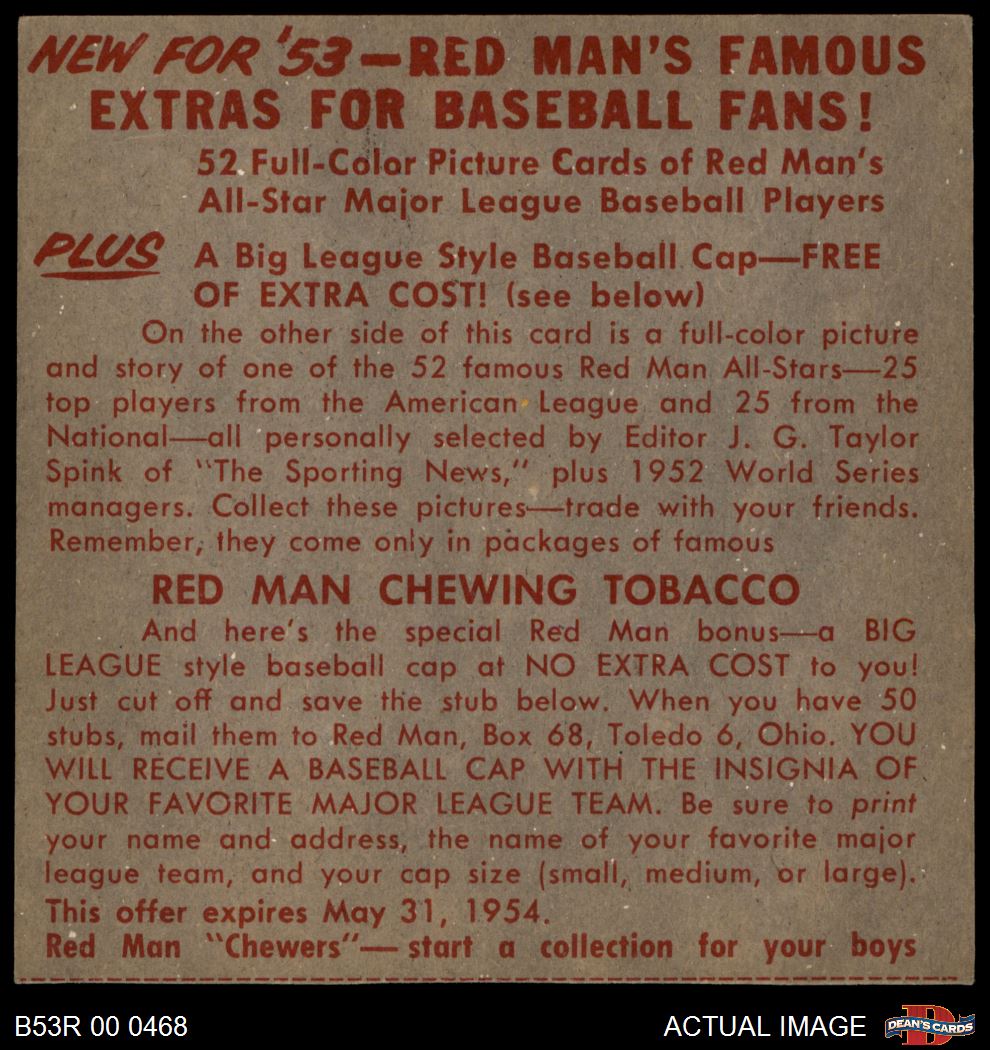 NEW FOR '53—RED MAN'S FAMOUS
EXTRAS FOR BASEBALL FANS!
52 Full-Color Picture Cards of Red Man's
All-Star Major League Baseball Players
PLUS A Big League Style Baseball Cap—FREE
OF EXTRA COST! (see below)
On the other side of this card is a full-color picture
and story of one of the 52 famous Red Man All-Stars—25
top players from the American League and 25 from the
National—all personally selected by Editor J. G. Taylor
Spink of "The Sporting News," plus 1952 World Series
managers. Collect these pictures—trade with your friends.
Remember, they come only in packages of famous
RED MAN CHEWING TOBACCO
And here's the special Red Man bonus—a BIG
LEAGUE style baseball cap at NO EXTRA COST to you!
Just cut off and save the stub below. When you have 50
stubs, mail them to Red Man, Box 68, Toledo 6, Ohio. YOU
WILL RECEIVE A BASEBALL CAP WITH THE INSIGNIA OF
YOUR FAVORITE MAJOR LEAGUE TEAM. Be sure to print
your name and address, the name of your favorite major
league team, and your cap size (small, medium, or large).
This offer expires May 31, 1954.
Red Man "Chewers"—start a collection for your boys
B53R 00 0468
ACTUAL IMAGE
DEAN'S CARDS